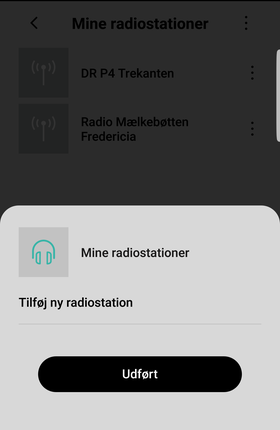 Mine radiostationer
DR P4 Trekanten
Radio Mælkebøtten
Fredericia
Mine radiostationer
Tilføj ny radiostation
Udført